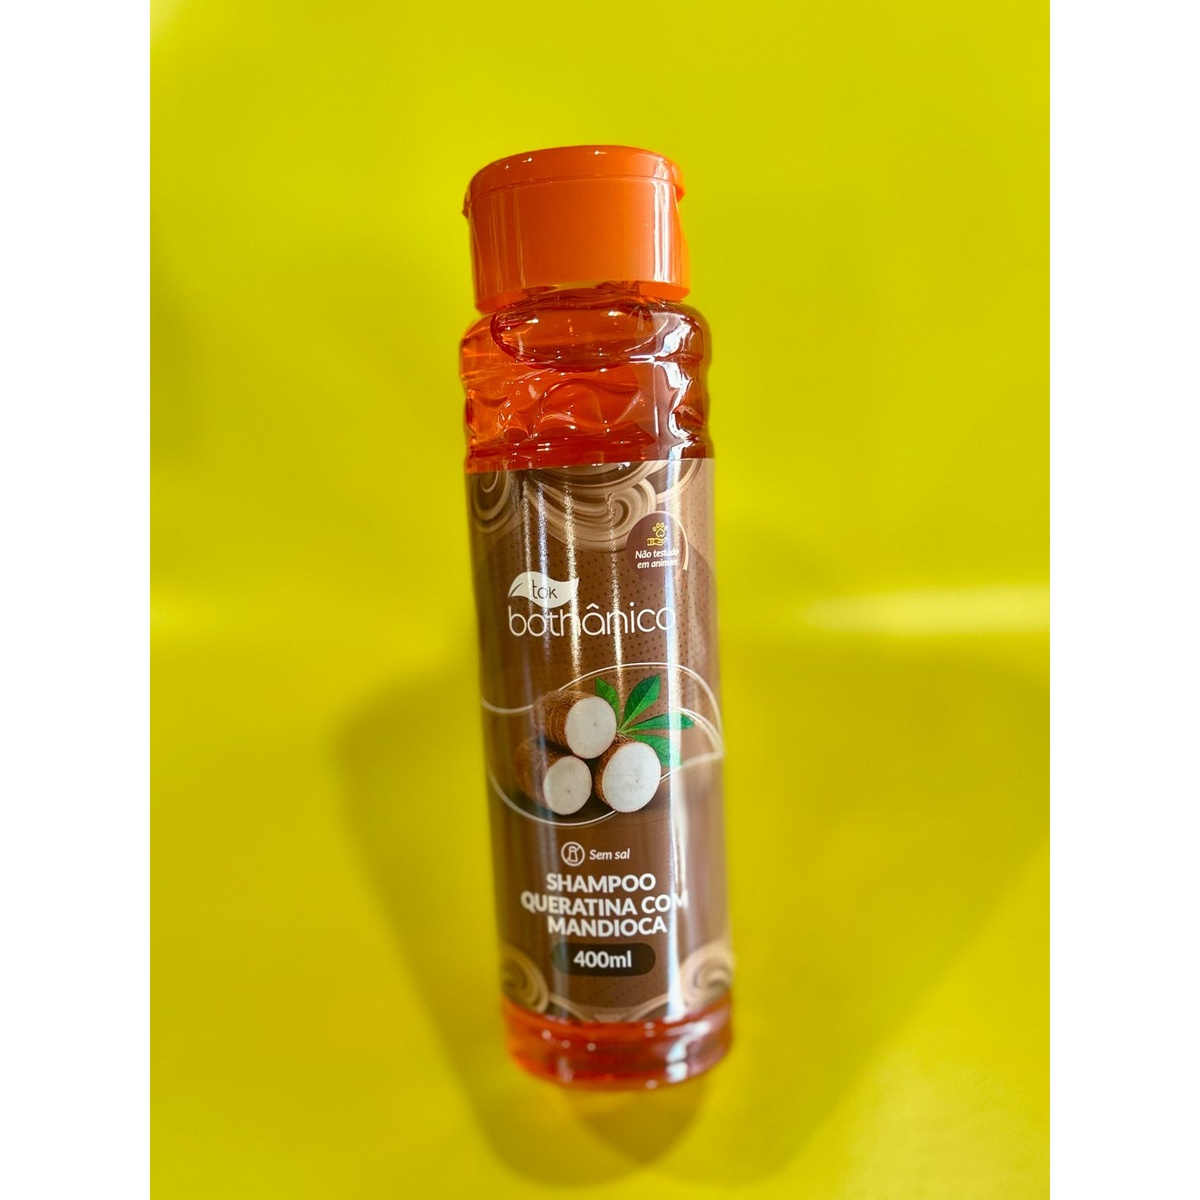 Não testado
em animais
tok
bothânico
Sem sal
SHAMPOO
QUERATINA COM
MANDIOCA
400ml